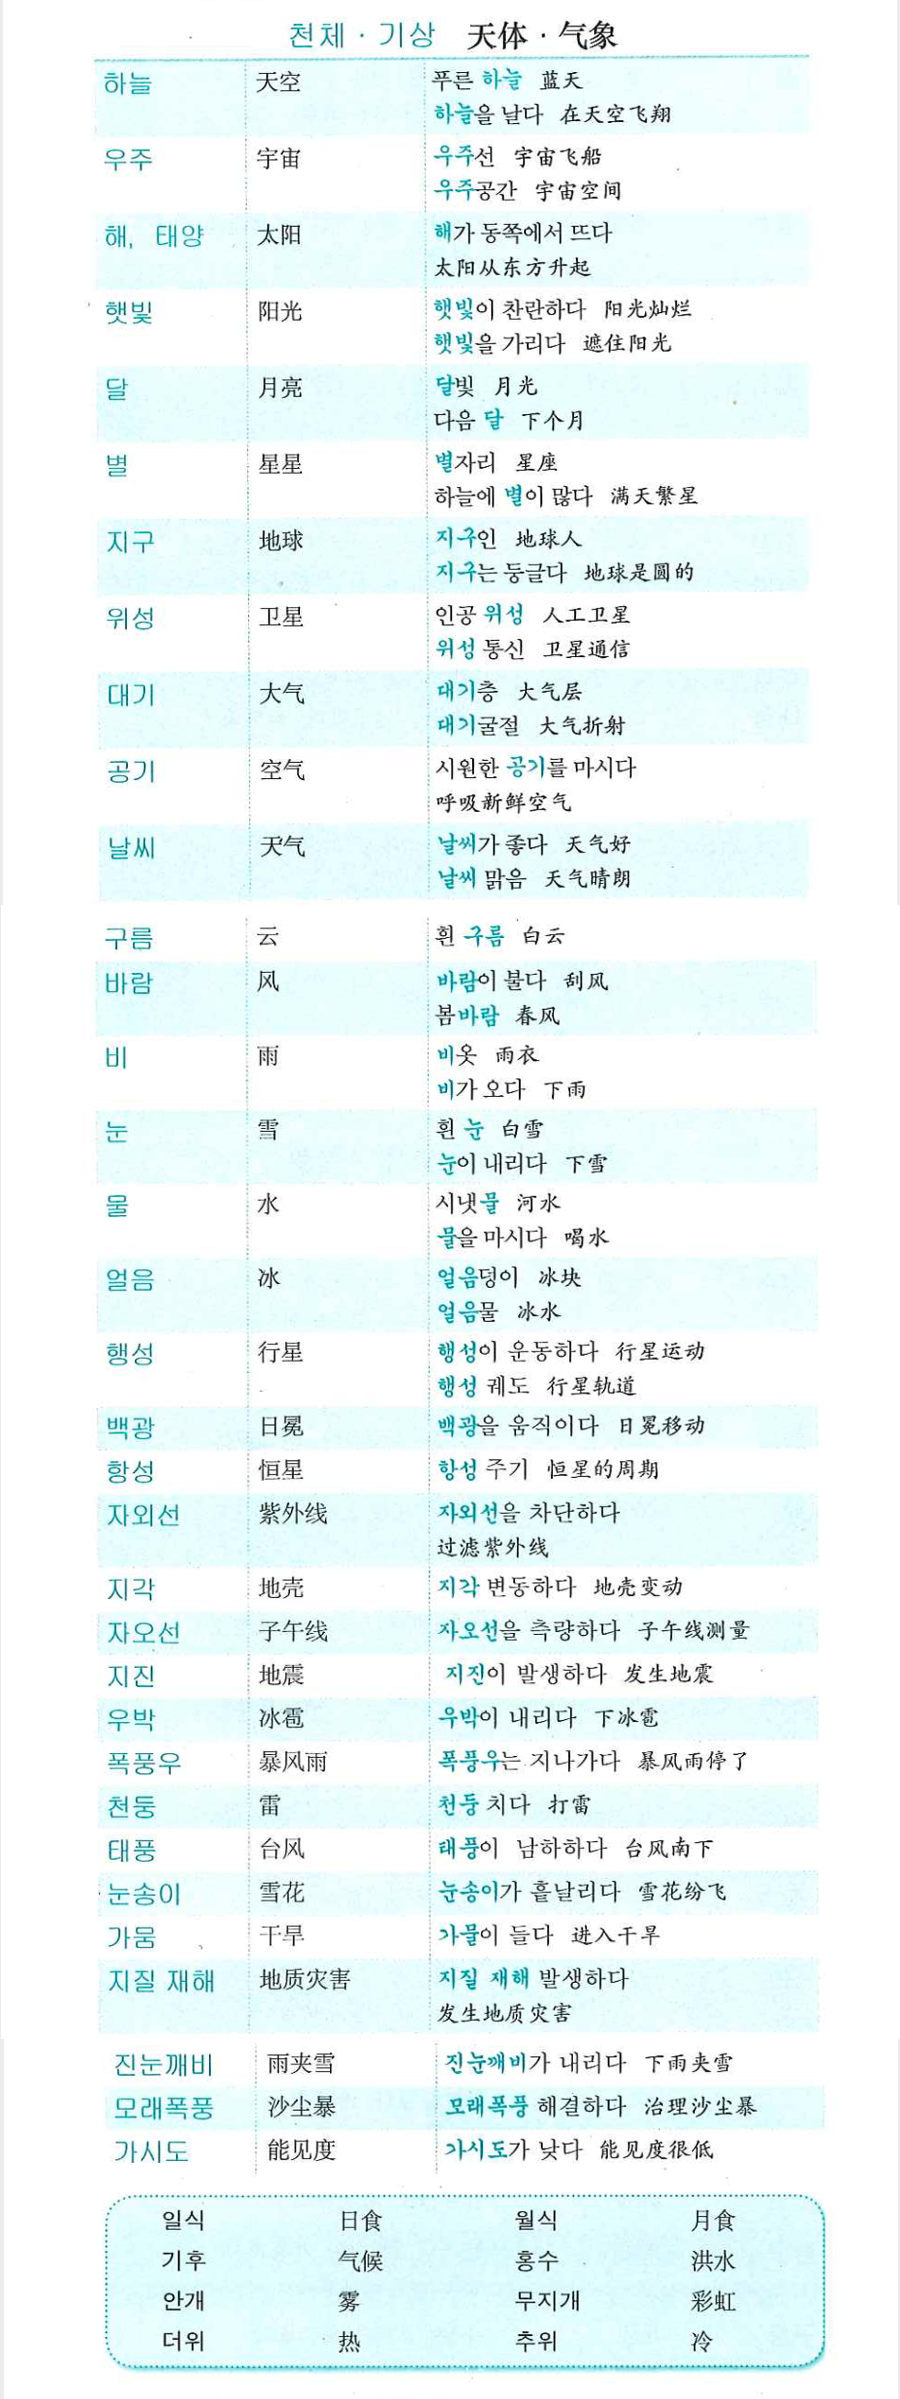 천체 · 기상 天体 · 气象
하늘 天空 푸른 하늘 蓝天
하늘을 날다 在天空飞翔
우주 宇宙 우주선 宇宙飞船
우주공간 宇宙空间
해, 태양 太阳 해가 동쪽에서 뜨다
太阳从东方升起
햇빛 阳光 햇빛이 찬란하다 阳光灿烂
햇빛을 가리다 遮住阳光
달 月亮 달빛 月光
다음 달 下个月
별 星星 별자리 星座
하늘에 별이 많다 满天繁星
지구 地球 지구인 地球人
지구는 둥글다 地球是圆的
위성 卫星 인공 위성 人工卫星
위성 통신 卫星通信
대기 大气 대기층 大气层
대기굴절 大气折射
공기 空气 시원한 공기를 마시다
呼吸新鲜空气
날씨 天气 날씨가 좋다 天气好
날씨 맑음 天气晴朗
구름 云 흰 구름 白云
바람 风 바람이 불다 刮风
봄바람 春风
비 雨 비옷 雨衣
비가 오다 下雨
눈 雪 흰 눈 白雪
눈이 내리다 下雪
물 水 시냇물 河水
물을 마시다 喝水
얼음 冰 얼음덩이 冰块
얼음물 冰水
행성 行星 행성이 운동하다 行星运动
행성 궤도 行星轨道
백광 日冕 백광을 움직이다 日冕移动
항성 恒星 항성 주기 恒星的周期
자외선 紫外线 자외선을 차단하다
过滤紫外线
지각 地壳 지각 변동하다 地壳变动
자오선 子午线 자오선을 측량하다 子午线测量
지진 地震 지진이 발생하다 发生地震
우박 冰雹 우박이 내리다 下冰雹
폭풍우 暴风雨 폭풍우는 지나가다 暴风雨停了
천둥 雷 천둥 치다 打雷
태풍 台风 태풍이 남하하다 台风南下
눈송이 雪花 눈송이가 흩날리다 雪花纷飞
가뭄 干旱 가물이 들다 进入干旱
지질 재해 地质灾害 지질 재해 발생하다
发生地质灾害
진눈깨비 雨夹雪 진눈깨비가 내리다 下雨夹雪
모래폭풍 沙尘暴 모래폭풍 해결하다 治理沙尘暴
가시도 能见度 가시도가 낮다 能见度很低
일식 日食 월식 月食
기후 气候 홍수 洪水
안개 雾 무지개 彩虹
더위 热 추위 冷